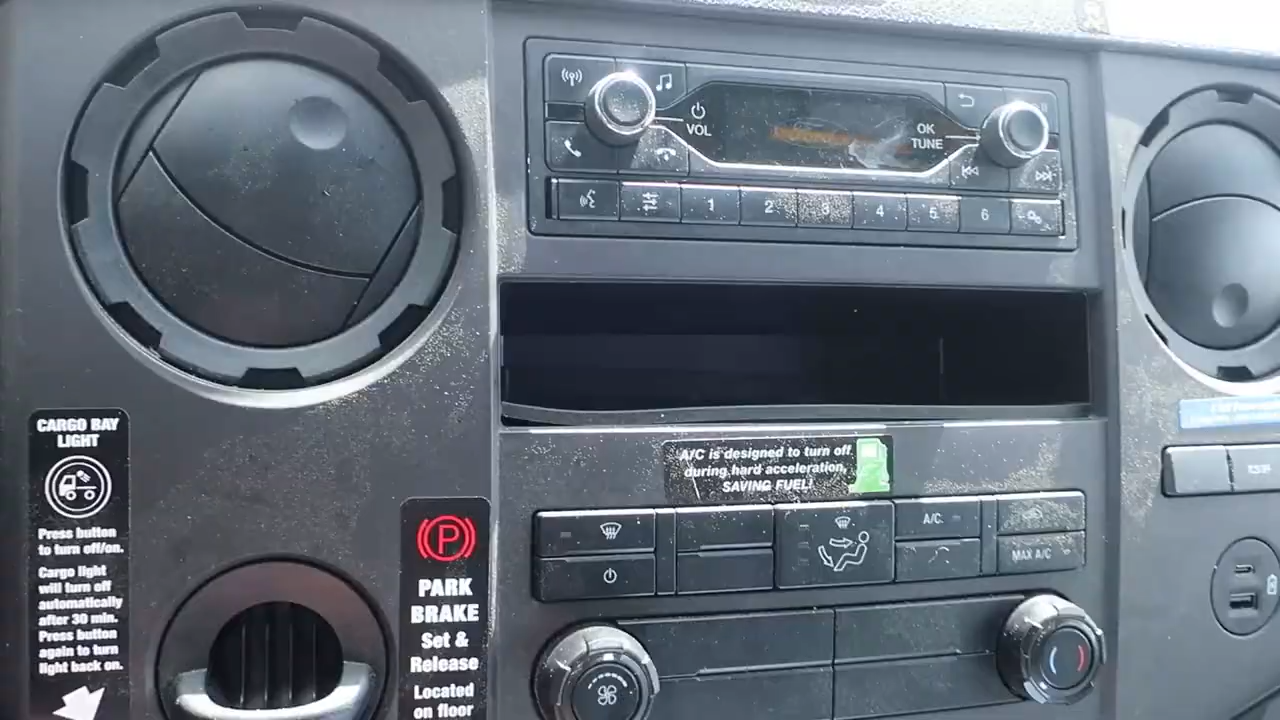 VOL
OK
TUNE
1
2
3
4
5
6
CARGO BAY
LIGHT
Press button
to turn off/on.
Cargo light
will turn off
automatically
after 30 min.
Press button
again to turn
light back on.
P
PARK
BRAKE
Set &
Release
Located
on floor
A/C is designed to turn off
during hard acceleration,
SAVING FUEL!
A/C
MAX A/C